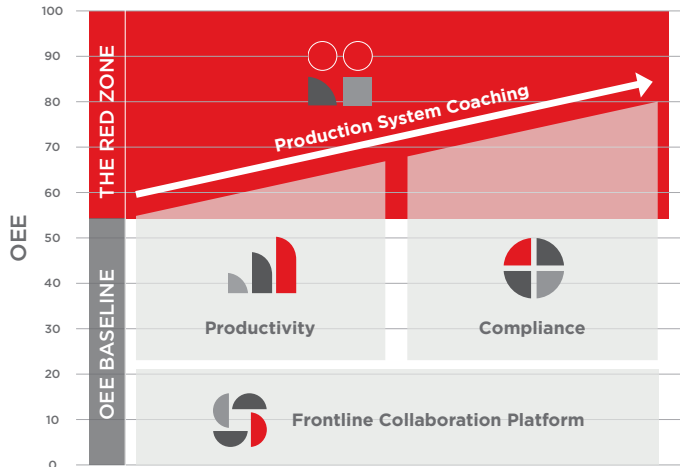 100
90
80
70
60
50
40
30
20
10
0
OEE
THE RED ZONE
OEE BASELINE
Production System Coaching
Productivity
Compliance
Frontline Collaboration Platform